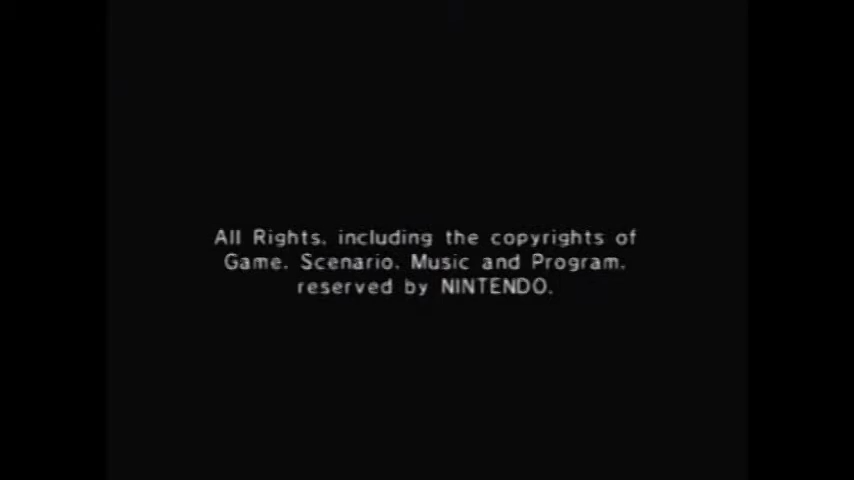 All Rights, including the copyrights of
Game, Scenario, Music and Program,
reserved by NINTENDO.